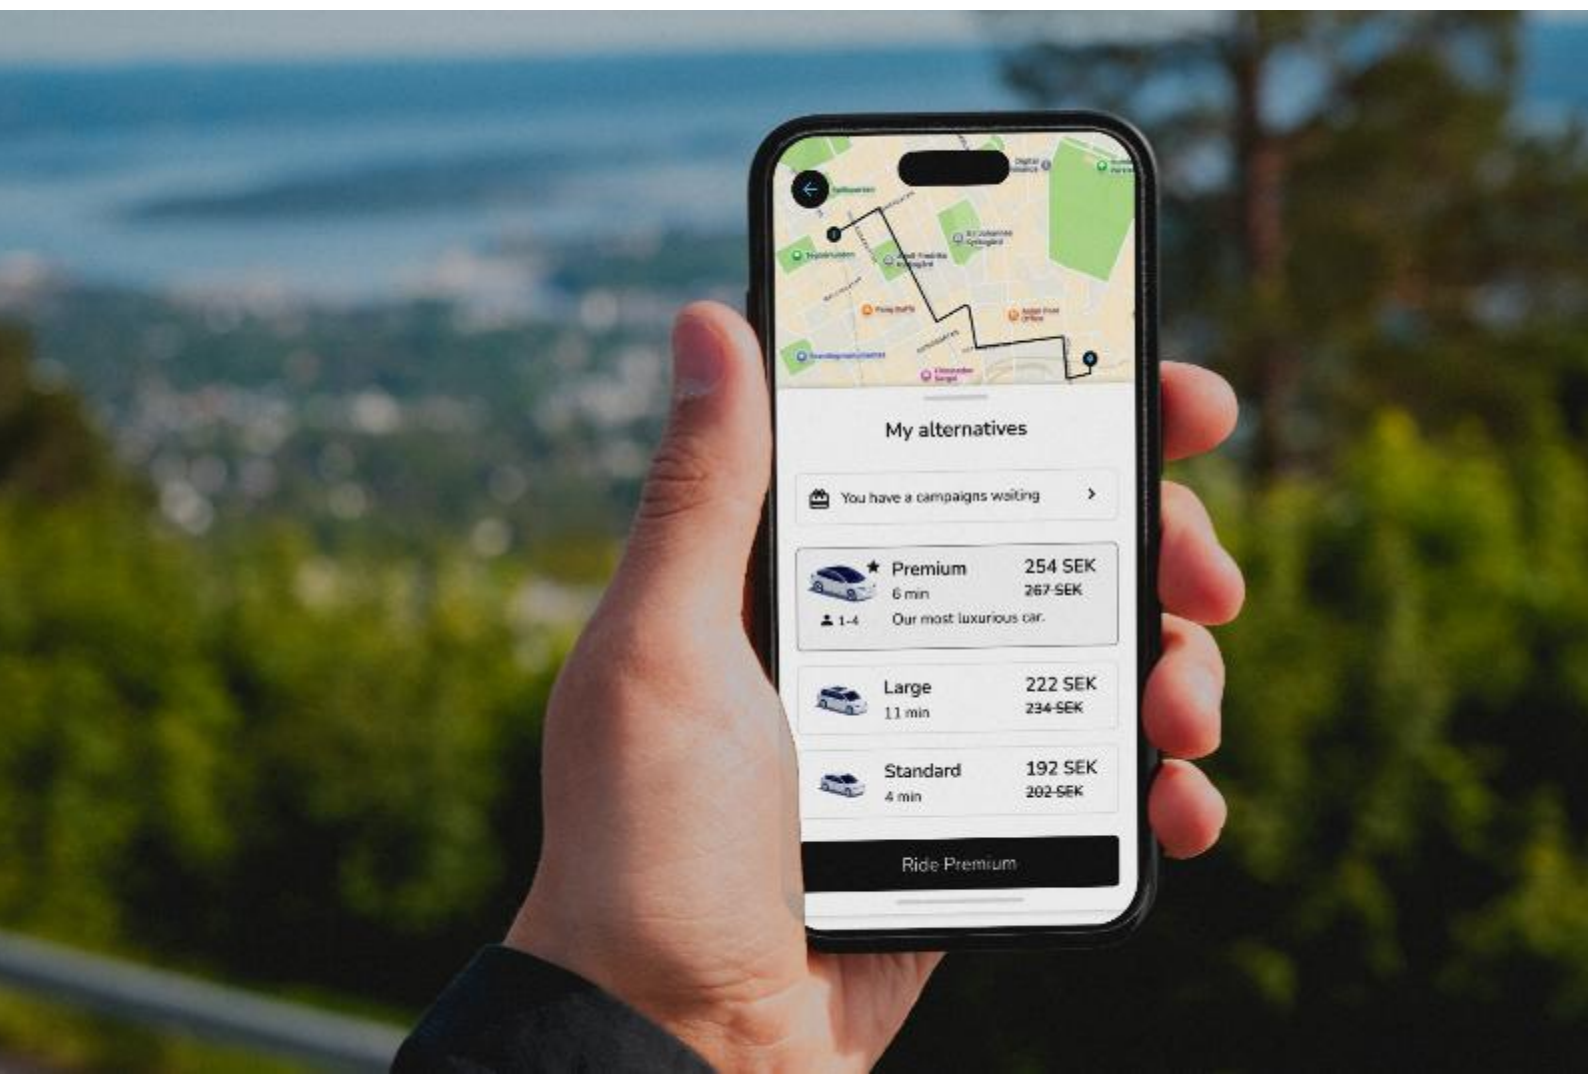 Digital
My alternatives
You have a campaigns waiting
Premium
254 SEK
6 min
267 SEK
1-4
Our most luxurious car.
Large
222 SEK
11 min
234 SEK
Standard
192 SEK
4 min
202 SEK
Ride Premium